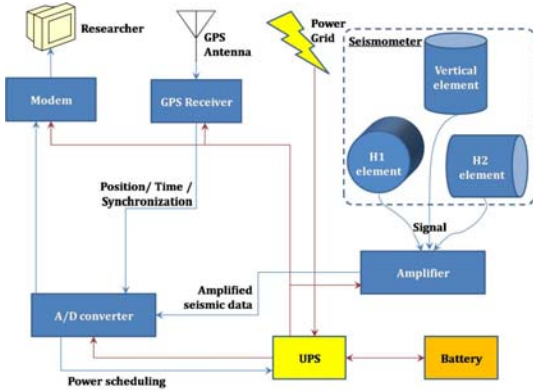 Researcher
GPS
Antenna
Power
Grid
Seismometer
Vertical
element
Modem
GPS Receiver
H1
element
H2
element
Position/ Time /
Synchronization
Signal
Amplified
seismic data
Amplifier
A/D converter
UPS
Battery
Power scheduling